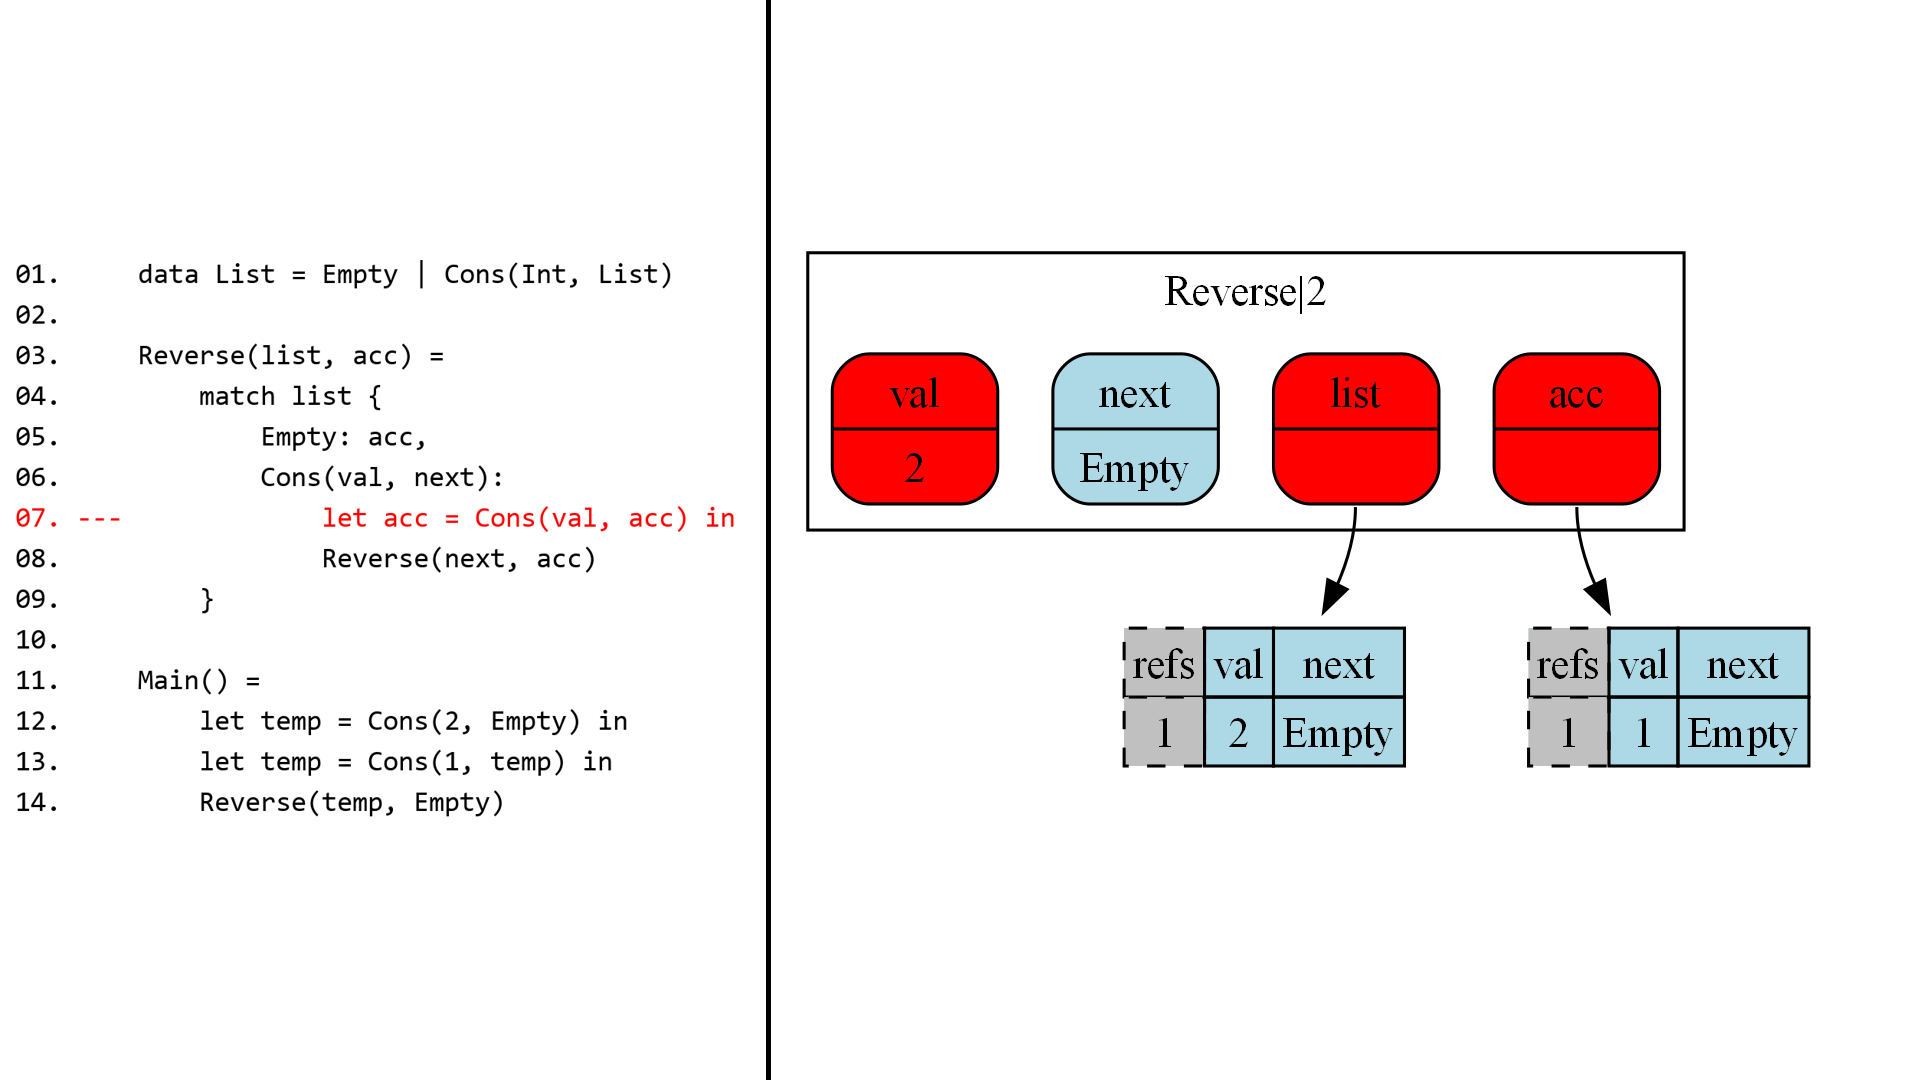 01. data List = Empty | Cons(Int, List)
02.
03. Reverse(list, acc) =
04. match list {
05. Empty: acc,
06. Cons(val, next):
07. --- let acc = Cons(val, acc) in
08. Reverse(next, acc)
09. }
10.
11. Main() =
12. let temp = Cons(2, Empty) in
13. let temp = Cons(1, temp) in
14. Reverse(temp, Empty)
Reverse|2
val next list acc
2 Empty
refs val next
1 2 Empty
refs val next
1 1 Empty